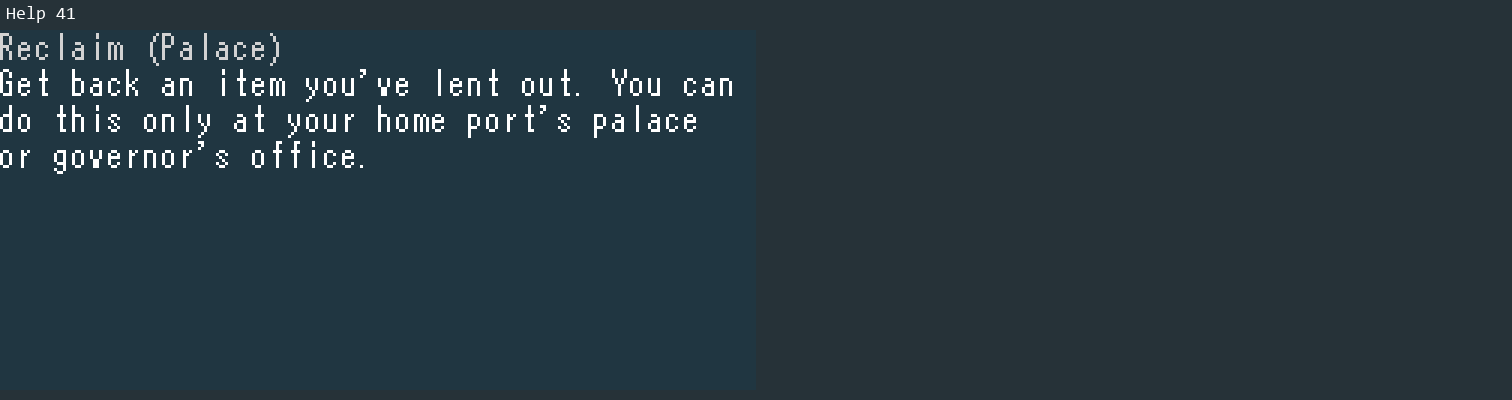 Help 41
Reclaim (Palace)
Get back an item you've lent out. You can
do this only at your home port's palace
or governor's office.